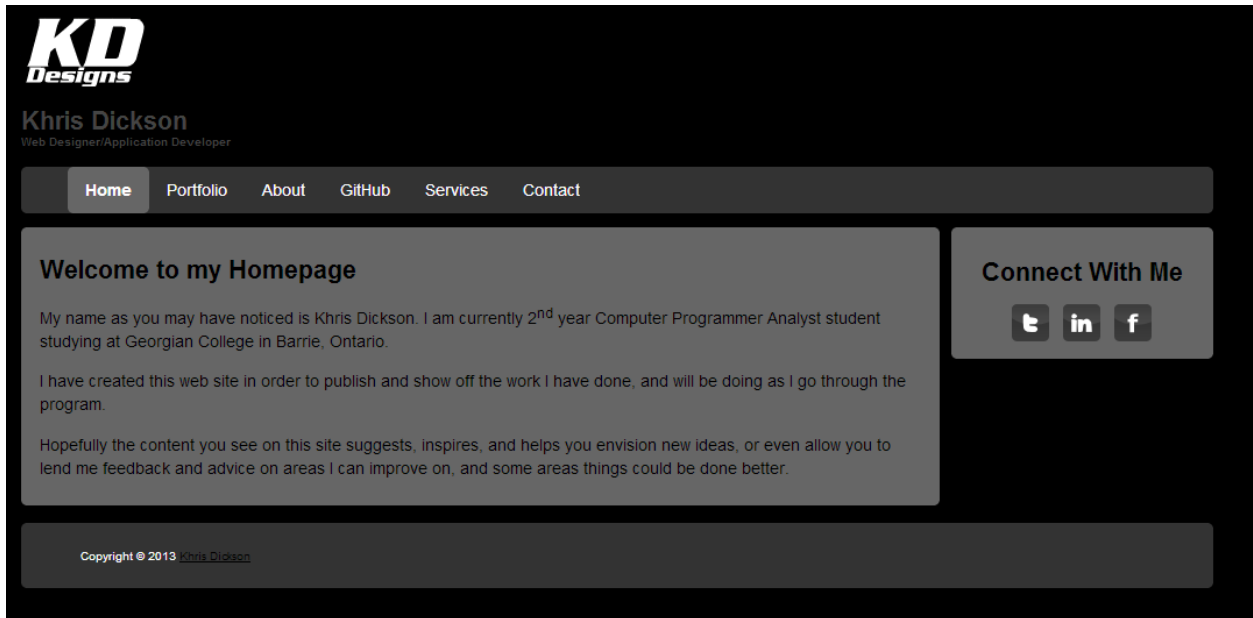 KD
Designs
Khris Dickson
Web Designer/Application Developer
Home Portfolio About GitHub Services Contact
Welcome to my Homepage
My name as you may have noticed is Khris Dickson. I am currently 2nd year Computer Programmer Analyst student
studying at Georgian College in Barrie, Ontario.
I have created this web site in order to publish and show off the work I have done, and will be doing as I go through the
program.
Hopefully the content you see on this site suggests, inspires, and helps you envision new ideas, or even allow you to
lend me feedback and advice on areas I can improve on, and some areas things could be done better.
Connect With Me
t in f
Copyright © 2013 Khris Dickson